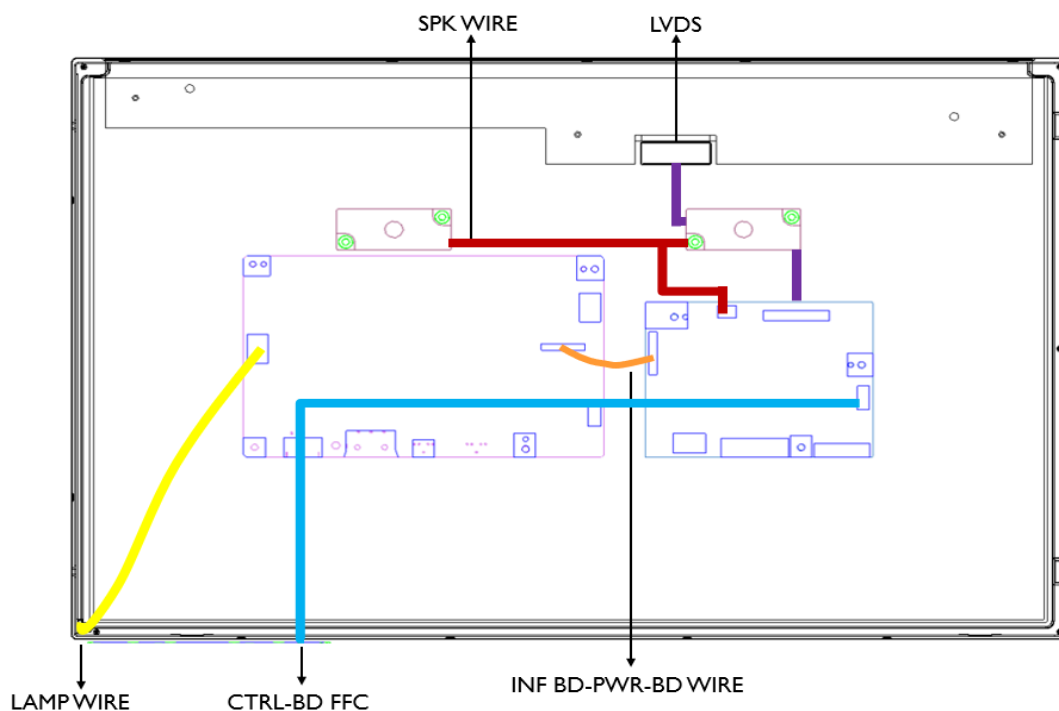 SPK WIRE
LVDS
LAMP WIRE
CTRL-BD FFC
INF BD-PWR-BD WIRE